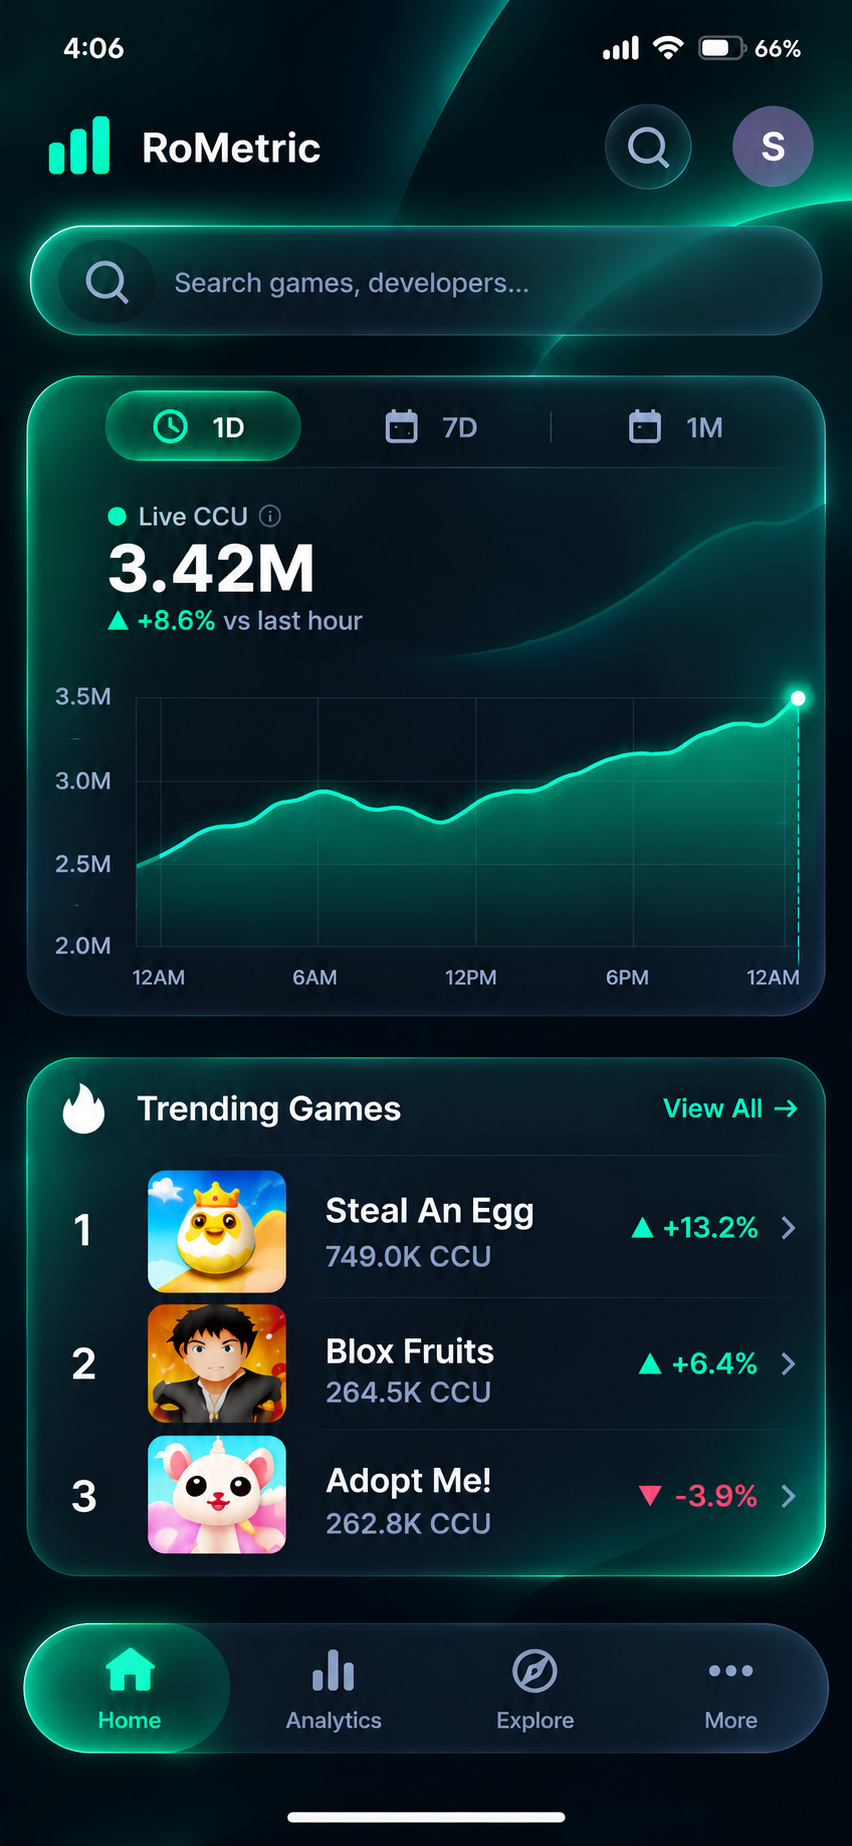 4:06
66%
RoMetric
S
Search games, developers...
1D
7D
1M
Live CCU
3.42M
▲ +8.6% vs last hour
3.5M
3.0M
2.5M
2.0M
12AM 6AM 12PM 6PM 12AM
Trending Games
View All →
1
Steal An Egg
749.0K CCU
▲ +13.2%
2
Blox Fruits
264.5K CCU
▲ +6.4%
3
Adopt Me!
262.8K CCU
▼ -3.9%
Home
Analytics
Explore
More